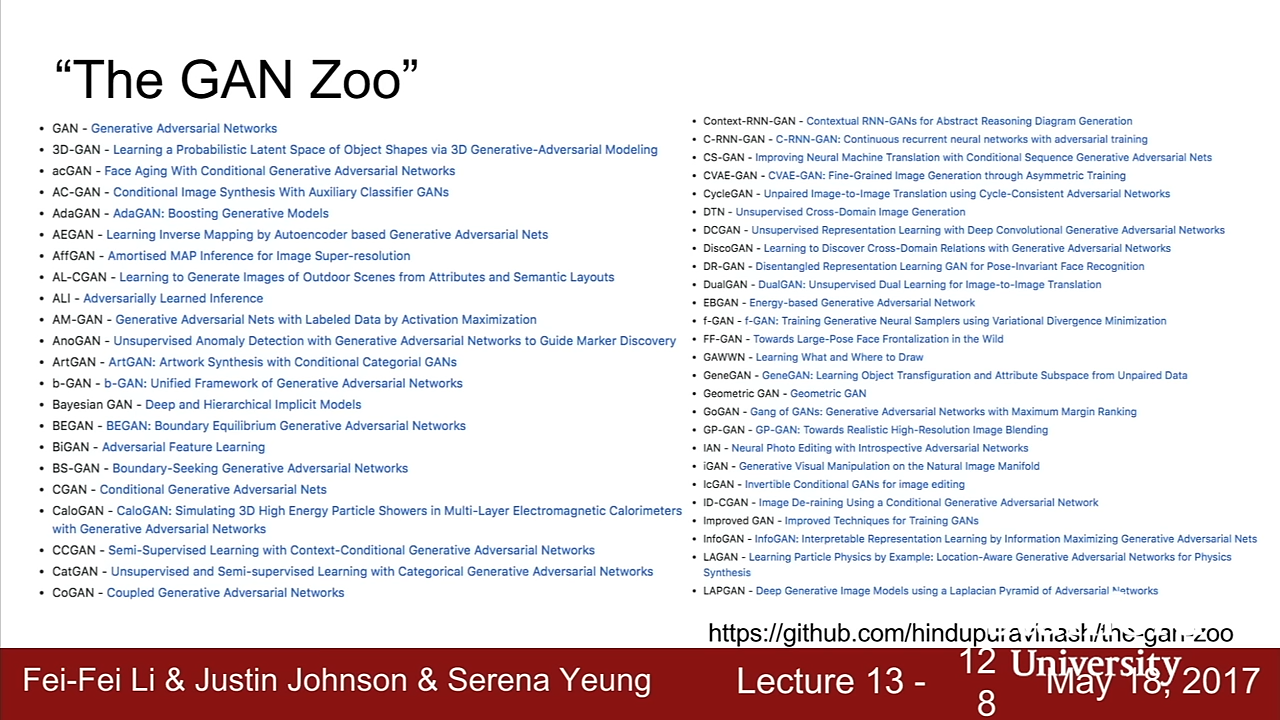 “The GAN Zoo”
• GAN - Generative Adversarial Networks
• 3D-GAN - Learning a Probabilistic Latent Space of Object Shapes via 3D Generative-Adversarial Modeling
• acGAN - Face Aging With Conditional Generative Adversarial Networks
• AC-GAN - Conditional Image Synthesis With Auxiliary Classifier GANs
• AdaGAN - AdaGAN: Boosting Generative Models
• AEGAN - Learning Inverse Mapping by Autoencoder based Generative Adversarial Nets
• AffGAN - Amortised MAP Inference for Image Super-resolution
• AL-CGAN - Learning to Generate Images of Outdoor Scenes from Attributes and Semantic Layouts
• ALI - Adversarially Learned Inference
• AM-GAN - Generative Adversarial Nets with Labeled Data by Activation Maximization
• AnoGAN - Unsupervised Anomaly Detection with Generative Adversarial Networks to Guide Marker Discovery
• ArtGAN - ArtGAN: Artwork Synthesis with Conditional Categorial GANs
• b-GAN - b-GAN: Unified Framework of Generative Adversarial Networks
• Bayesian GAN - Deep and Hierarchical Implicit Models
• BEGAN - BEGAN: Boundary Equilibrium Generative Adversarial Networks
• BiGAN - Adversarial Feature Learning
• BS-GAN - Boundary-Seeking Generative Adversarial Networks
• CGAN - Conditional Generative Adversarial Nets
• CaloGAN - CaloGAN: Simulating 3D High Energy Particle Showers in Multi-Layer Electromagnetic Calorimeters
with Generative Adversarial Networks
• CCGAN - Semi-Supervised Learning with Context-Conditional Generative Adversarial Networks
• CatGAN - Unsupervised and Semi-supervised Learning with Categorical Generative Adversarial Networks
• CoGAN - Coupled Generative Adversarial Networks
• Context-RNN-GAN - Contextual RNN-GANs for Abstract Reasoning Diagram Generation
• C-RNN-GAN - C-RNN-GAN: Continuous recurrent neural networks with adversarial training
• CS-GAN - Improving Neural Machine Translation with Conditional Sequence Generative Adversarial Nets
• CVAE-GAN - CVAE-GAN: Fine-Grained Image Generation through Asymmetric Training
• CycleGAN - Unpaired Image-to-Image Translation using Cycle-Consistent Adversarial Networks
• DTN - Unsupervised Cross-Domain Image Generation
• DCGAN - Unsupervised Representation Learning with Deep Convolutional Generative Adversarial Networks
• DiscoGAN - Learning to Discover Cross-Domain Relations with Generative Adversarial Networks
• DR-GAN - Disentangled Representation Learning GAN for Pose-Invariant Face Recognition
• DualGAN - DualGAN: Unsupervised Dual Learning for Image-to-Image Translation
• EBGAN - Energy-based Generative Adversarial Network
• f-GAN - f-GAN: Training Generative Neural Samplers using Variational Divergence Minimization
• FF-GAN - Towards Large-Pose Face Frontalization in the Wild
• GAWWN - Learning What and Where to Draw
• GeneGAN - GeneGAN: Learning Object Transfiguration and Attribute Subspace from Unpaired Data
• Geometric GAN - Geometric GAN
• GoGAN - Gang of GANs: Generative Adversarial Networks with Maximum Margin Ranking
• GP-GAN - GP-GAN: Towards Realistic High-Resolution Image Blending
• IAN - Neural Photo Editing with Introspective Adversarial Networks
• iGAN - Generative Visual Manipulation on the Natural Image Manifold
• IcGAN - Invertible Conditional GANs for image editing
• ID-CGAN - Image De-raining Using a Conditional Generative Adversarial Network
• Improved GAN - Improved Techniques for Training GANs
• InfoGAN - InfoGAN: Interpretable Representation Learning by Information Maximizing Generative Adversarial Nets
• LAGAN - Learning Particle Physics by Example: Location-Aware Generative Adversarial Networks for Physics
Synthesis
• LAPGAN - Deep Generative Image Models using a Laplacian Pyramid of Adversarial Networks
https://github.com/hindupuravinash/the-gan-zoo
Fei-Fei Li & Justin Johnson & Serena Yeung
Lecture 13 -
12
8
University
May 18, 2017